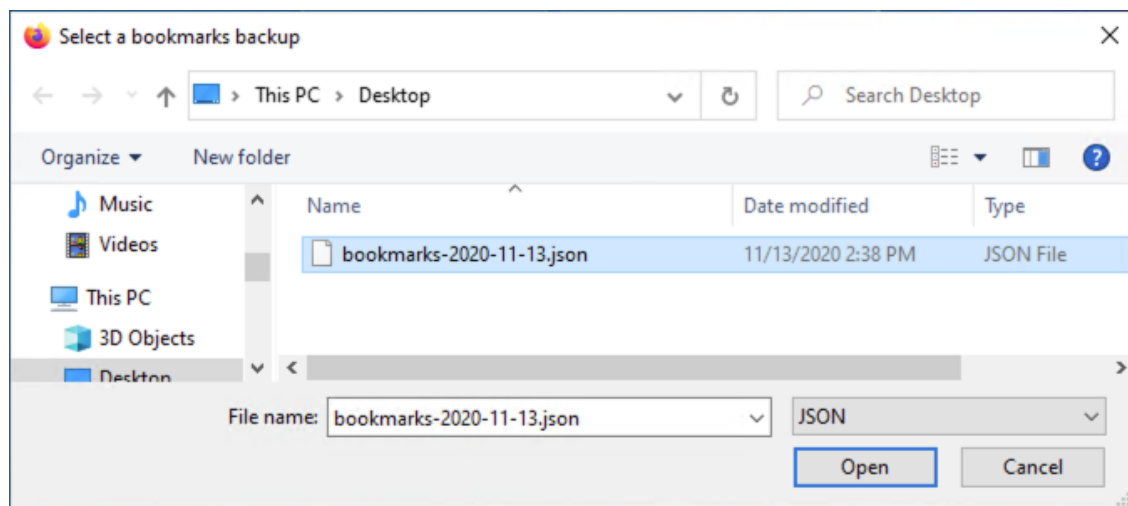 Select a bookmarks backup
This PC > Desktop
Search Desktop
Organize
New folder
?
Music
Videos
This PC
3D Objects
Desktop
Name
Date modified
Type
bookmarks-2020-11-13.json
11/13/2020 2:38 PM
JSON File
File name:
bookmarks-2020-11-13.json
JSON
Open
Cancel